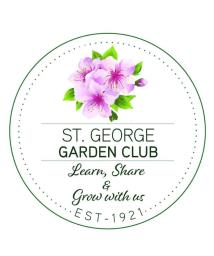 ST. GEORGE
GARDEN CLUB
Learn, Share
&
Grow with us
EST-1921